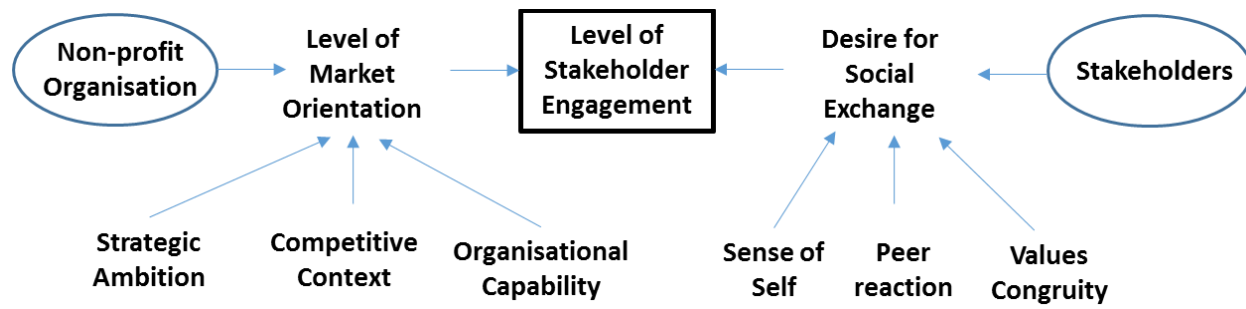 Non-profit
Organisation
Level of
Market
Orientation
Level of
Stakeholder
Engagement
Desire for
Social
Exchange
Stakeholders
Strategic
Ambition
Competitive
Context
Organisational
Capability
Sense of
Self
Peer
reaction
Values
Congruity